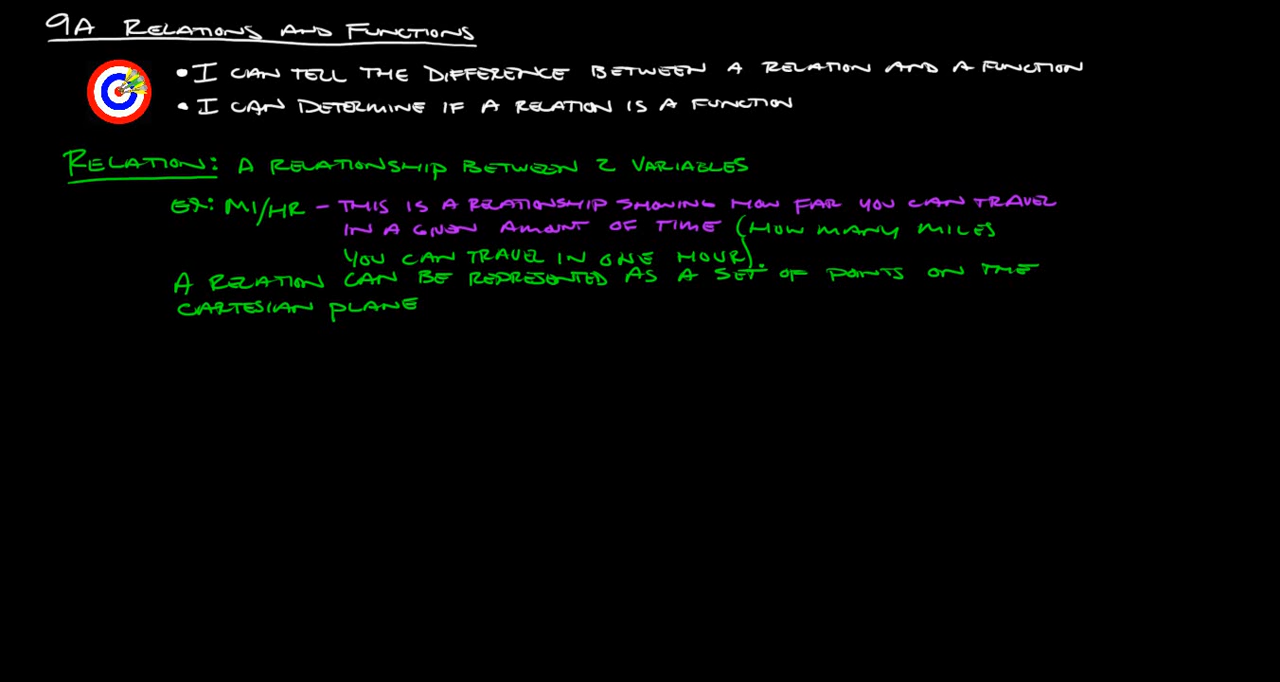 9A RELATIONS AND FUNCTIONS
• I CAN TELL THE DIFFERENCE BETWEEN A RELATION AND A FUNCTION
• I CAN DETERMINE IF A RELATION IS A FUNCTION
RELATION: A RELATIONSHIP BETWEEN 2 VARIABLES
EX: MI/HR - THIS IS A RELATIONSHIP SHOWING HOW FAR YOU CAN TRAVEL
IN A GIVEN AMOUNT OF TIME (HOW MANY MILES
YOU CAN TRAVEL IN ONE HOUR).
A RELATION CAN BE REPRESENTED AS A SET OF POINTS ON THE
CARTESIAN PLANE